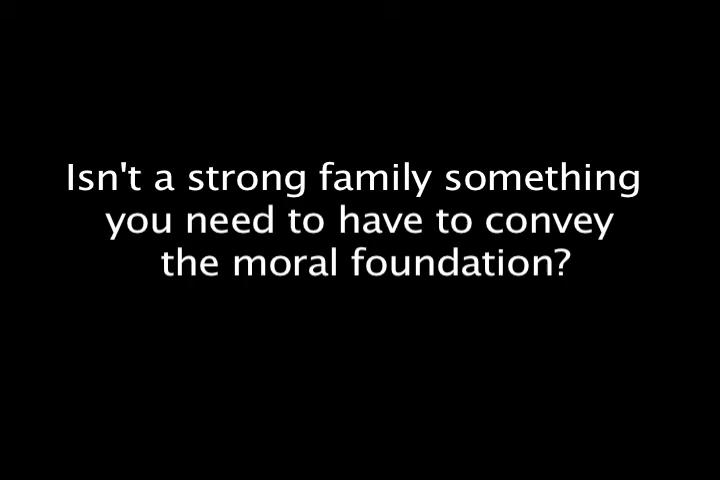 Isn't a strong family something
you need to have to convey
the moral foundation?